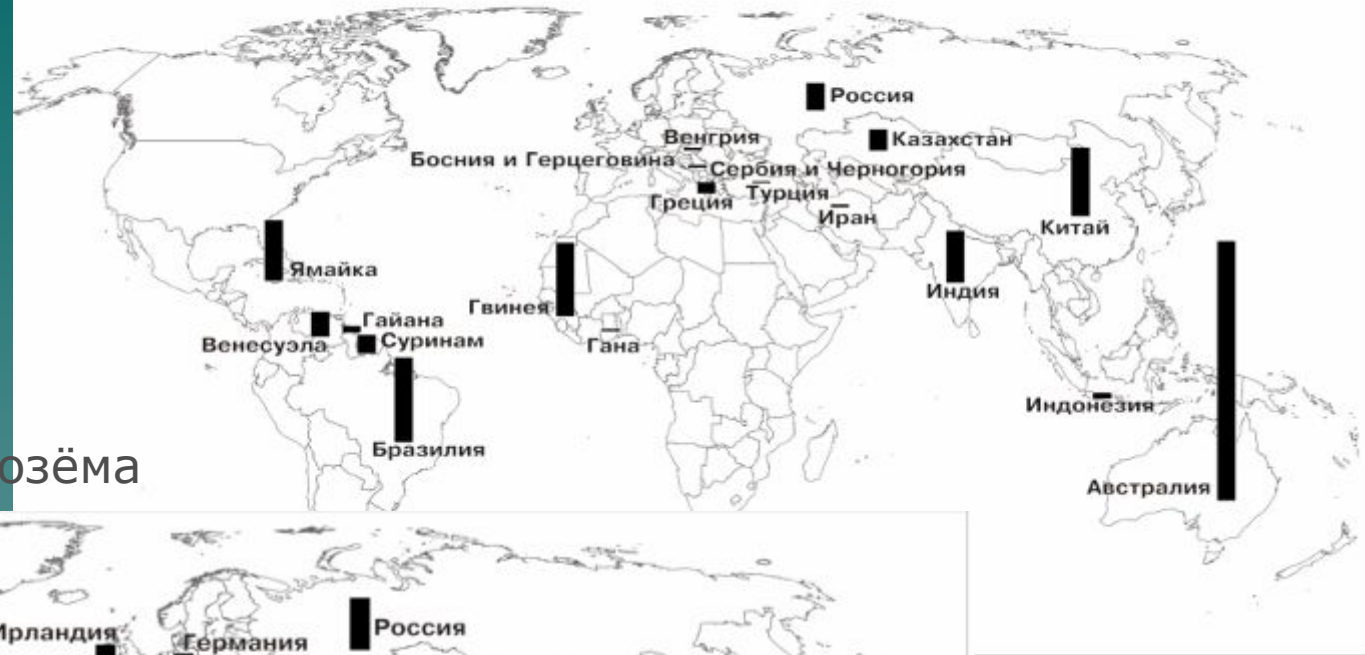 Россия
Венгрия
Казахстан
Босния и Герцеговина
Сербия и Черногория
Турция
Греция
Иран
Китай
Ямайка
Индия
Гвинея
Гайана
Венесуэла
Суринам
Гана
Индонезия
Бразилия
озёма
Австралия
Ирландия
Германия
Россия